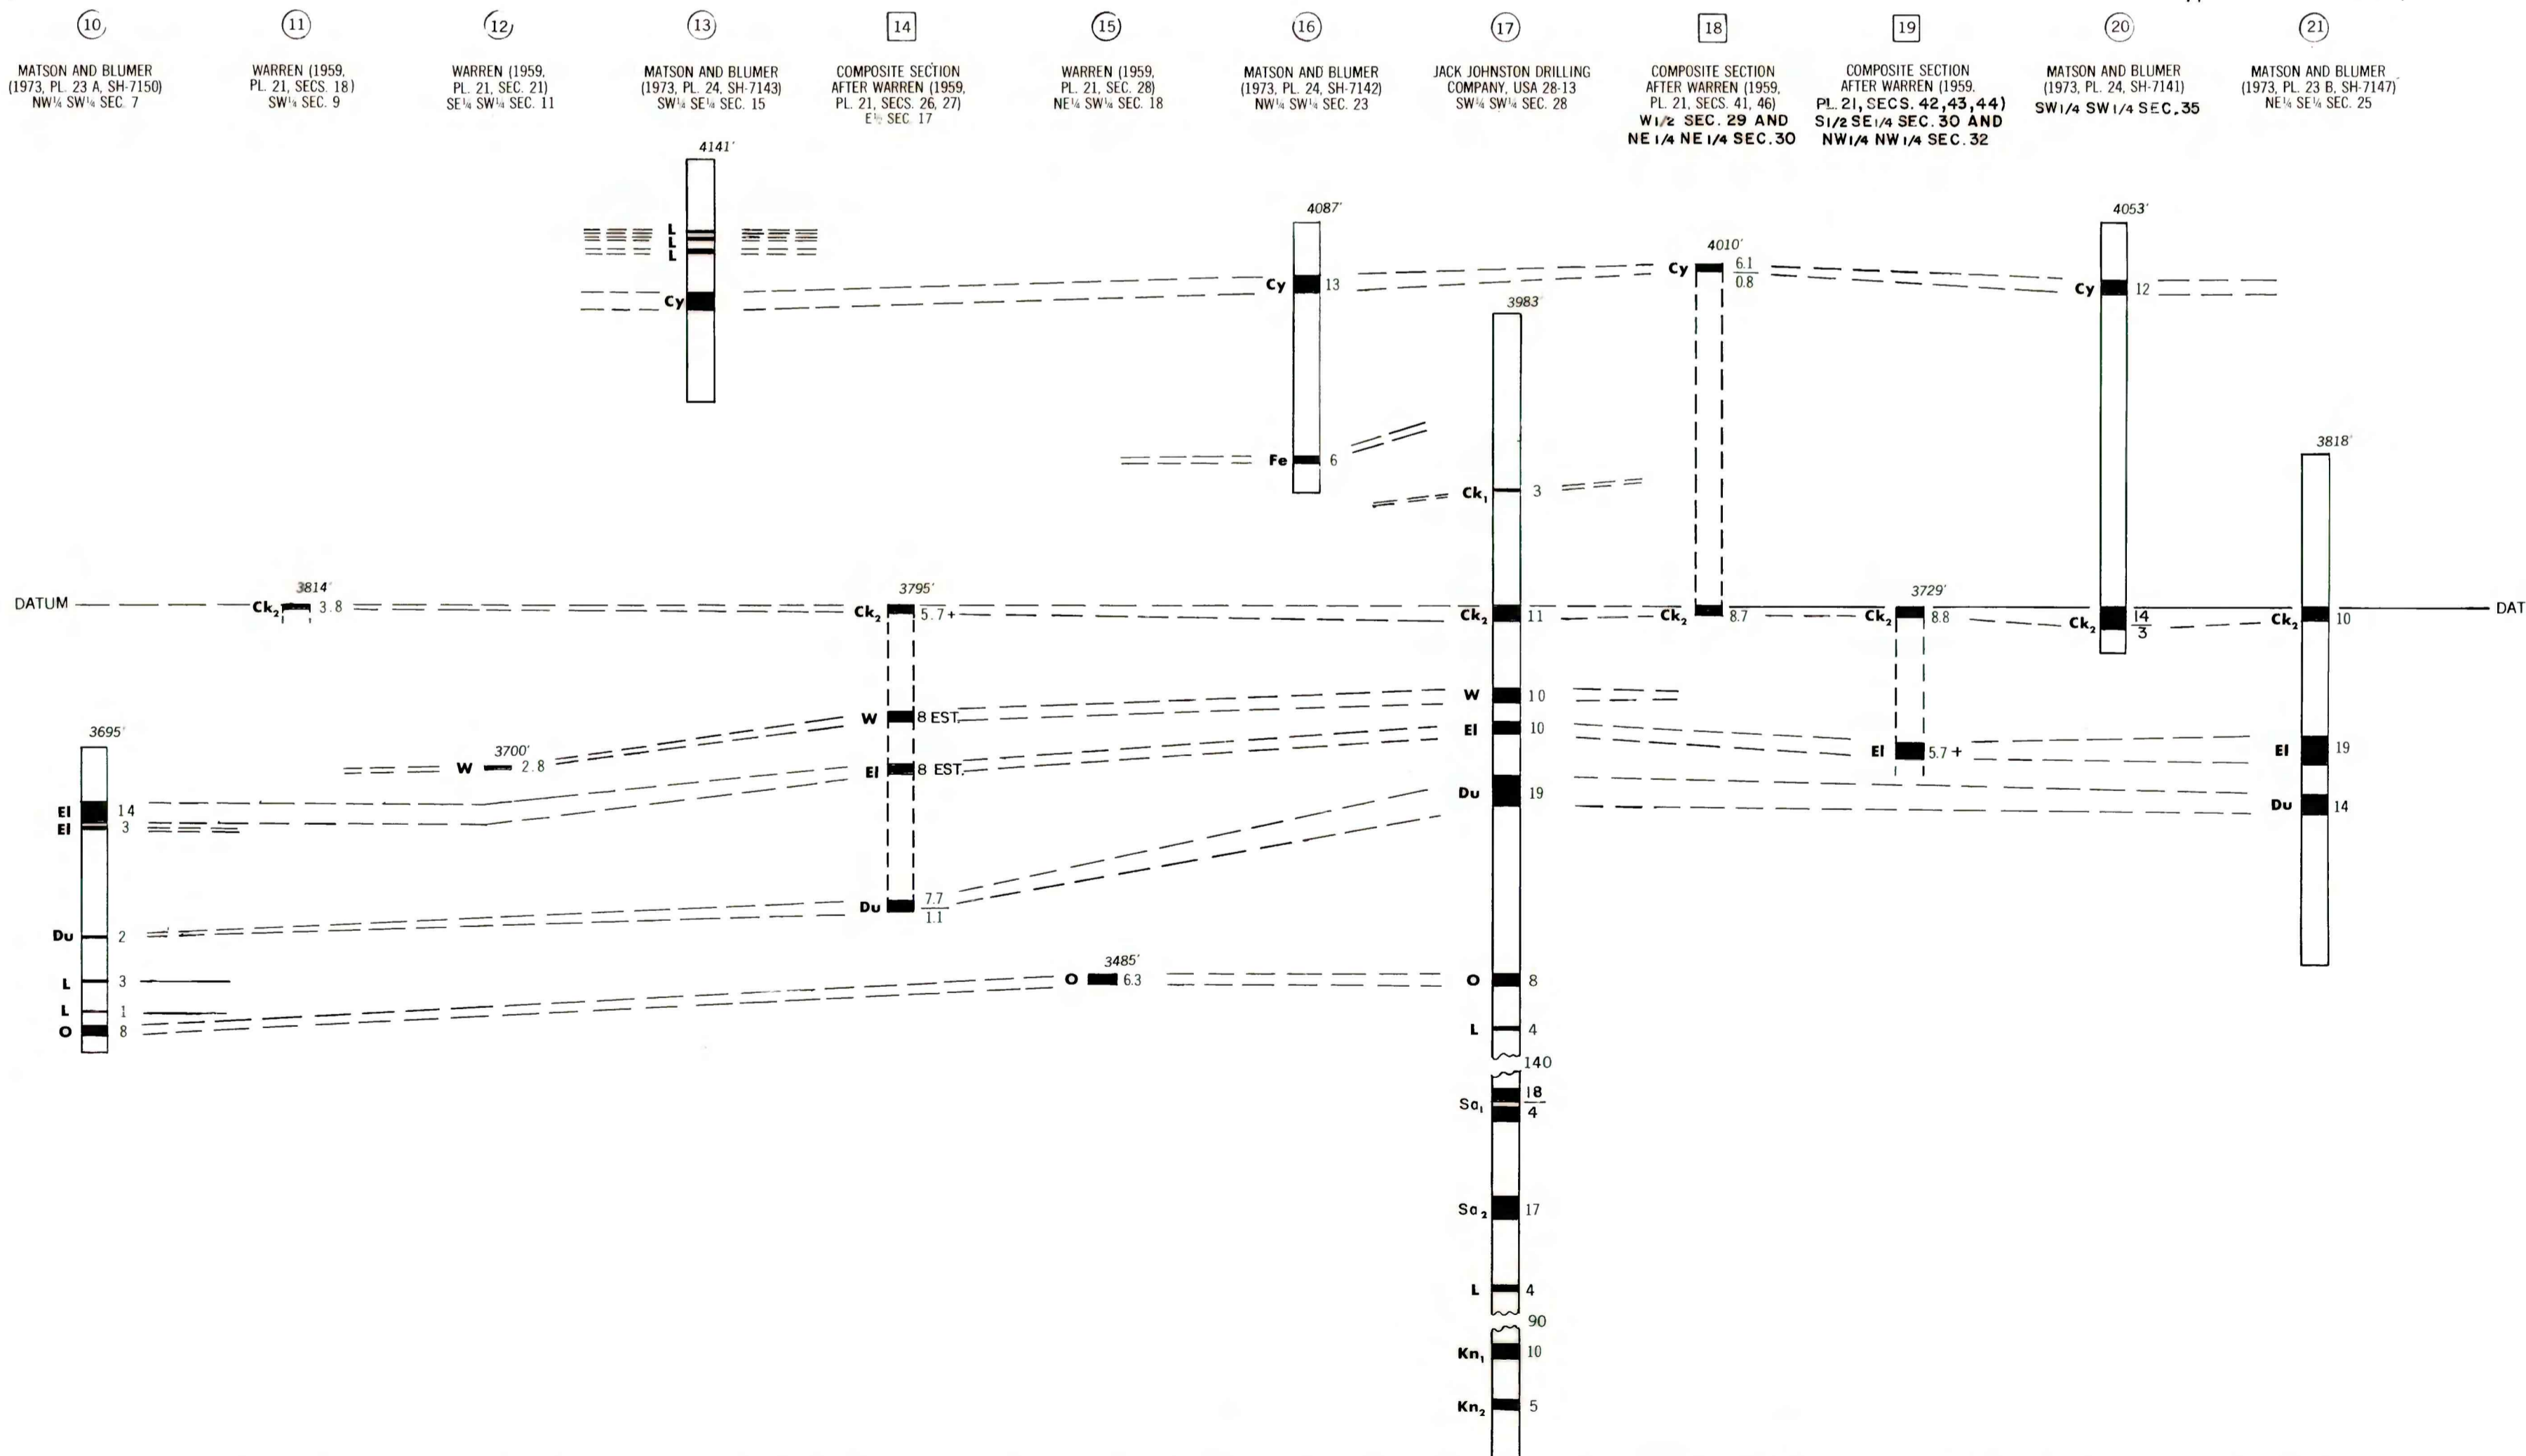 10
MATSON AND BLUMER
(1973, PL. 23 A, SH-7150)
NW¼ SW¼ SEC. 7
11
WARREN (1959,
PL. 21, SECS. 18)
SW¼ SEC. 9
12
WARREN (1959,
PL. 21, SEC. 21)
SE¼ SW¼ SEC. 11
13
MATSON AND BLUMER
(1973, PL. 24, SH-7143)
SW¼ SE¼ SEC. 15
14
COMPOSITE SECTION
AFTER WARREN (1959,
PL. 21, SECS. 26, 27)
E½ SEC. 17
15
WARREN (1959,
PL. 21, SEC. 28)
NE¼ SW¼ SEC. 18
16
MATSON AND BLUMER
(1973, PL. 24, SH-7142)
NW¼ SW¼ SEC. 23
17
JACK JOHNSTON DRILLING
COMPANY, USA 28-13
SW¼ SW¼ SEC. 28
18
COMPOSITE SECTION
AFTER WARREN (1959,
PL. 21, SECS. 41, 46)
W1/2 SEC. 29 AND
NE 1/4 NE 1/4 SEC. 30
19
COMPOSITE SECTION
AFTER WARREN (1959.
PL. 21, SECS. 42,43,44)
S1/2 SE1/4 SEC. 30 AND
NW1/4 NW1/4 SEC. 32
20
MATSON AND BLUMER
(1973, PL. 24, SH-7141)
SW1/4 SW1/4 SEC. 35
21
MATSON AND BLUMER
(1973, PL. 23 B, SH-7147)
NE¼ SE¼ SEC. 25
DATUM
3695′
El 14
El 3
Du 2
L 3
L 1
O 8
3814′
Ck₂ 3.8
3700′
W 2.8
4141′
L
L
L
Cy
3795′
Ck₂ 5.7+
W 8 EST.
El 8 EST.
Du 7.7
1.1
3485′
O 6.3
4087′
Cy 13
Fe 6
3983′
Ck₁ 3
Ck₂ 11
W 10
El 10
Du 19
O 8
L 4
140
Sa₁ 18
4
Sa₂ 17
L 4
90
Kn₁ 10
Kn₂ 5
4010′
Cy 6.1
0.8
Ck₂ 8.7
3729′
Ck₂ 8.8
El 5.7+
4053′
Cy 12
Ck₂ 14
3
3818′
Ck₂ 10
El 19
Du 14
DAT